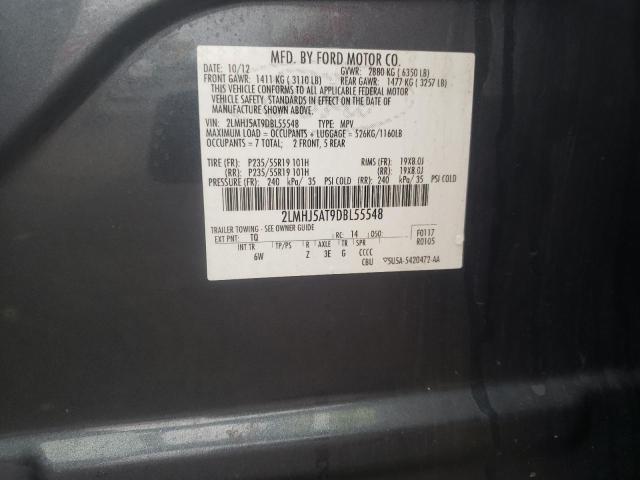 MFD. BY FORD MOTOR CO.
DATE: 10/12 GVWR: 2880 KG ( 6350 LB)
FRONT GAWR: 1411 KG ( 3110 LB) REAR GAWR: 1477 KG ( 3257 LB)
THIS VEHICLE CONFORMS TO ALL APPLICABLE FEDERAL MOTOR
VEHICLE SAFETY STANDARDS IN EFFECT ON THE DATE OF
MANUFACTURE SHOWN ABOVE.
VIN: 2LMHJ5AT9DBL55548 TYPE: MPV
MAXIMUM LOAD = OCCUPANTS + LUGGAGE = 526KG/1160LB
OCCUPANTS = 7 TOTAL; 2 FRONT, 5 REAR
TIRE (FR): P235/55R19 101H RIMS (FR): 19X8.0J
(RR): P235/55R19 101H (RR): 19X8.0J
PRESSURE (FR): 240 kPa/ 35 PSI COLD (RR): 240 kPa/ 35 PSI COLD
2LMHJ5AT9DBL55548
TRAILER TOWING - SEE OWNER GUIDE
EXT PNT: TQ RC: 14 DSO: F0117
R0105
INT TR TP/PS R AXLE TR SPR
6W Z 3E G CCCC
CBU 5U5A-5420472-AA